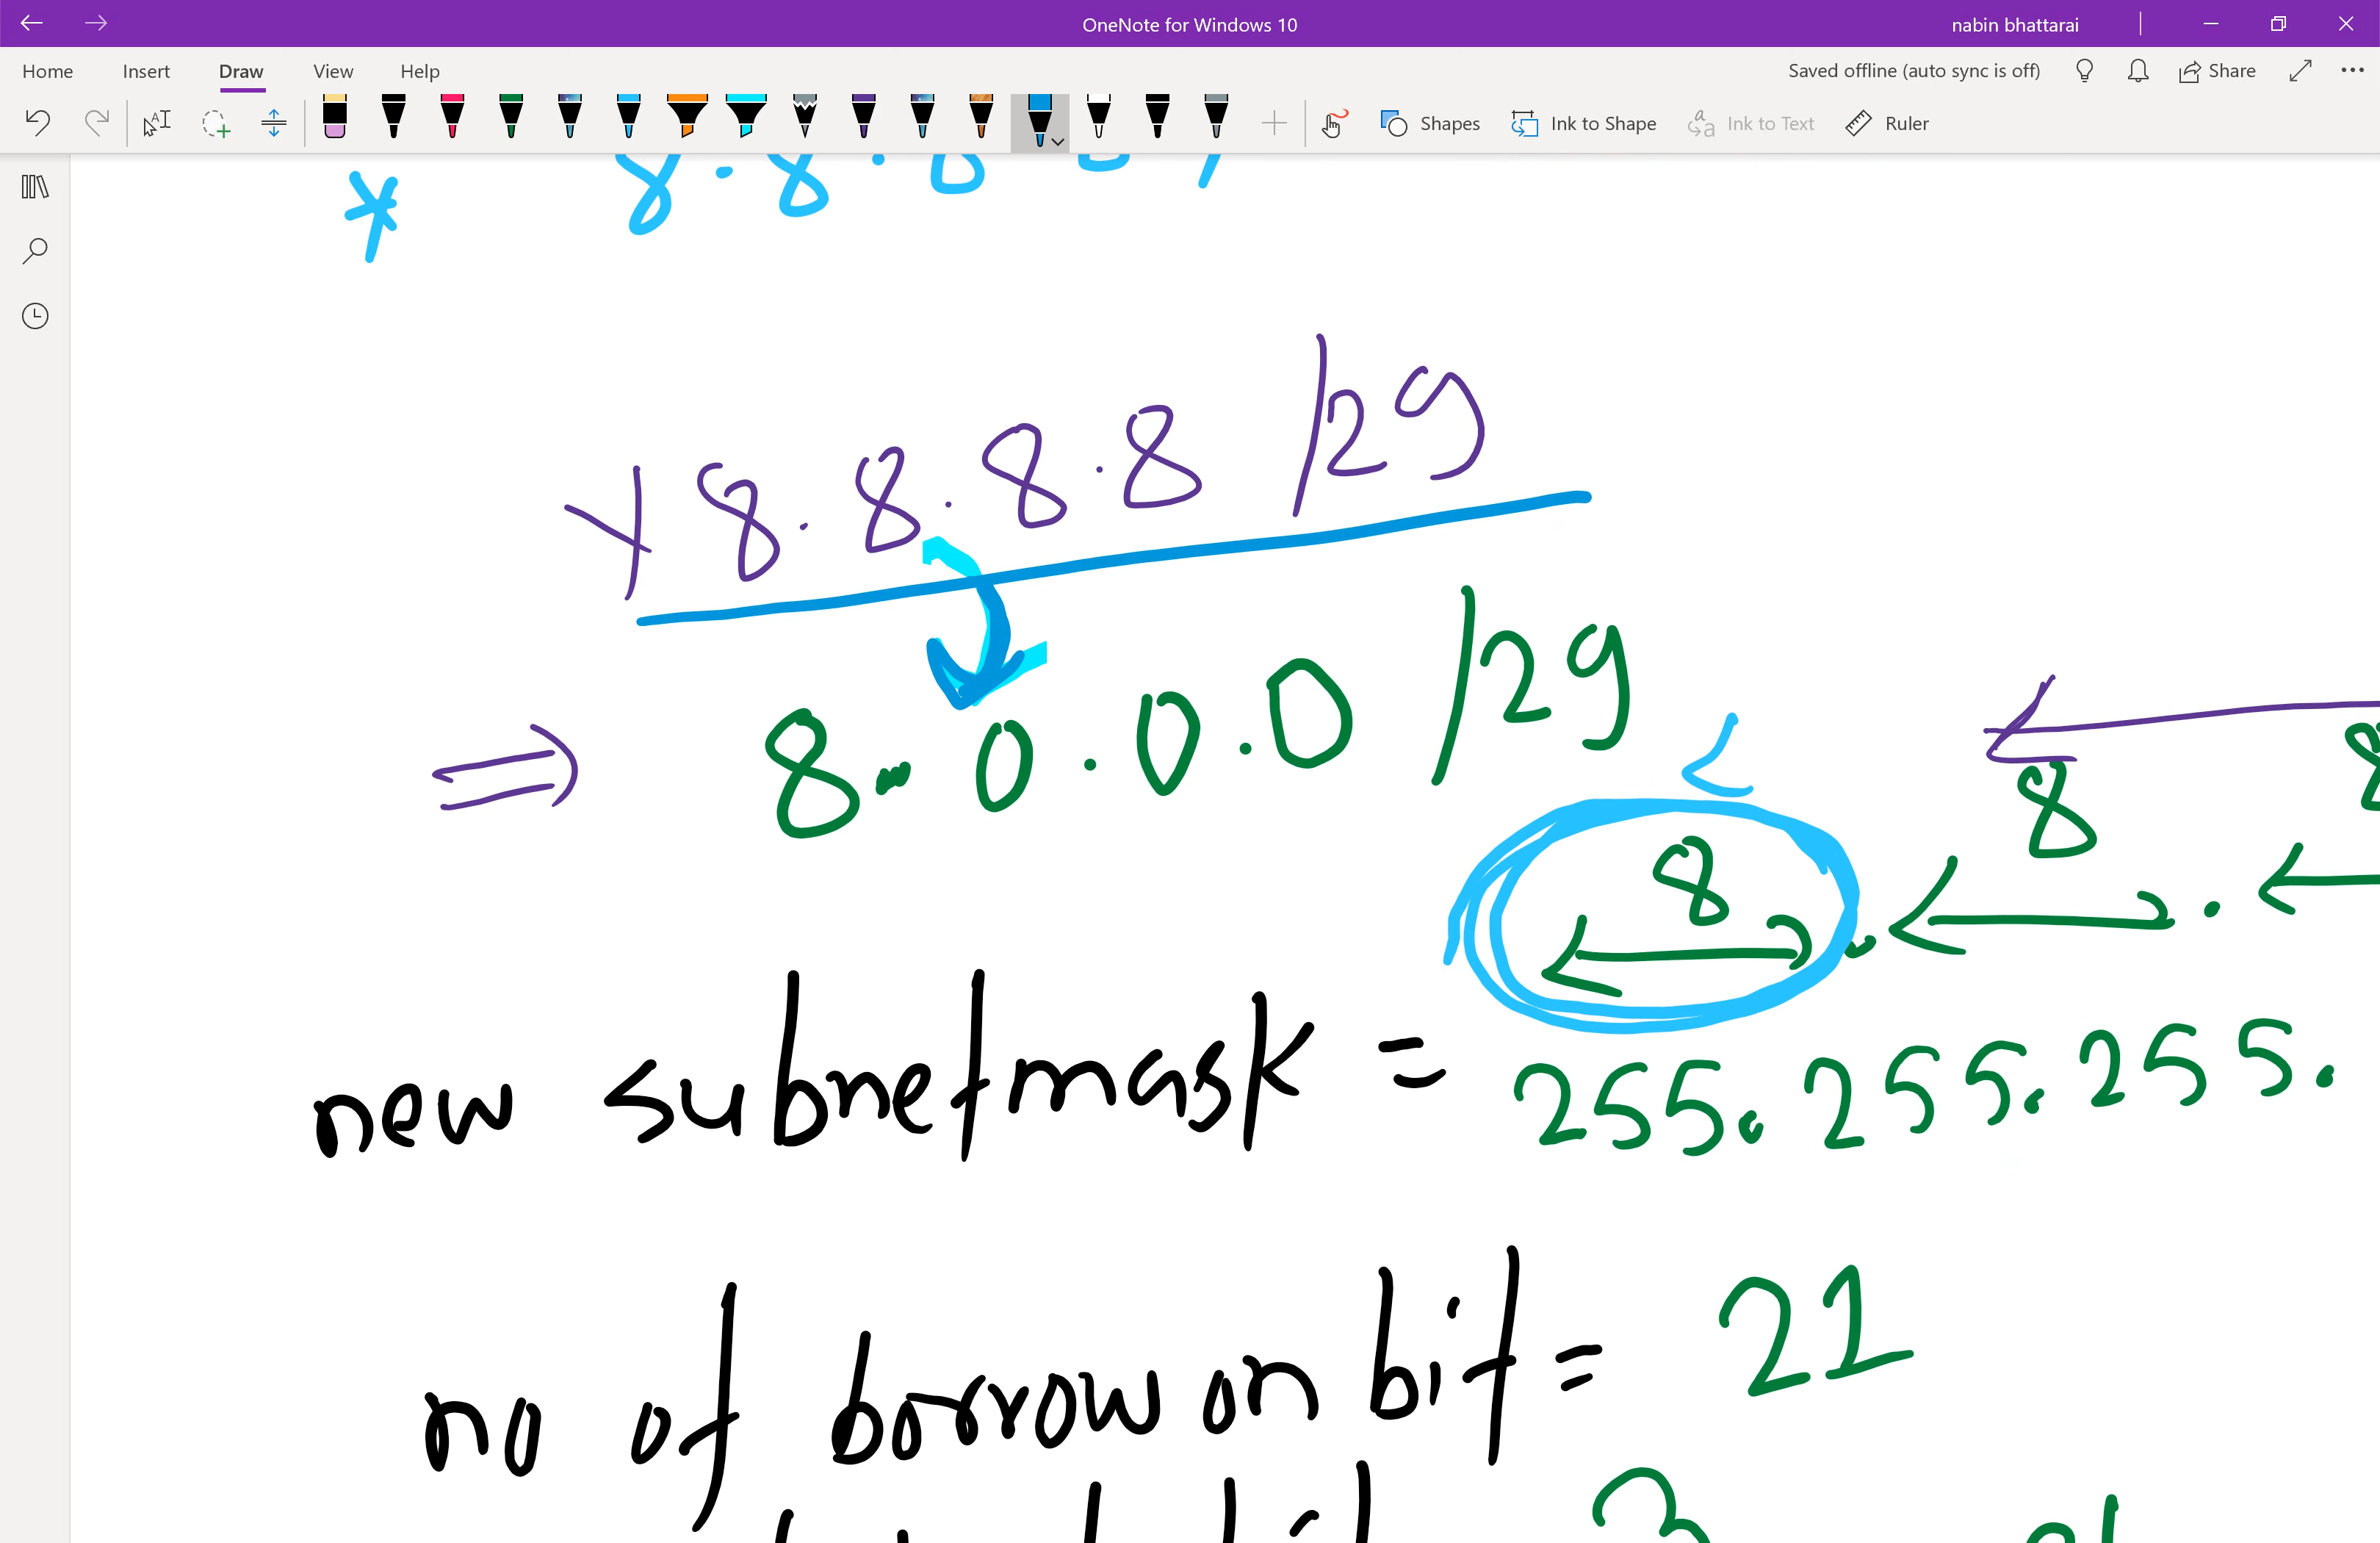 OneNote for Windows 10
nabin bhattarai
Home Insert Draw View Help
Saved offline (auto sync is off) Share
Shapes Ink to Shape Ink to Text Ruler
8.8.8.8 /29
8.0.0.0 /29
8 8 8
new subnetmask = 255.255.255.
no of borrow on bit = 21